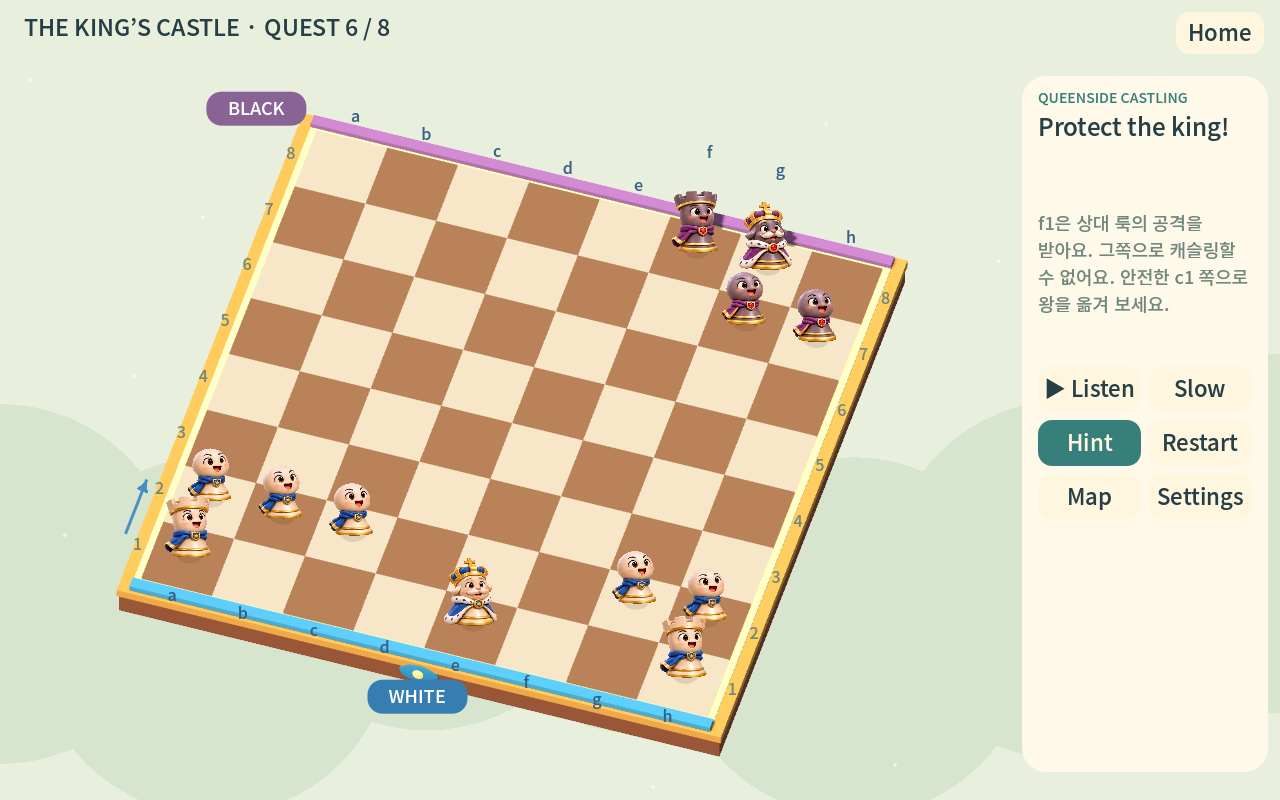 THE KING’S CASTLE · QUEST 6 / 8
Home
BLACK
a b c d e f g h
8 7 6 5 4 3 2 1
8 7 6 5 4 3 2 1
a b c d e f g h
WHITE
QUEENSIDE CASTLING
Protect the king!
f1은 상대 룩의 공격을
받아요. 그쪽으로 캐슬링할
수 없어요. 안전한 c1 쪽으로
왕을 옮겨 보세요.
▶ Listen
Slow
Hint
Restart
Map
Settings